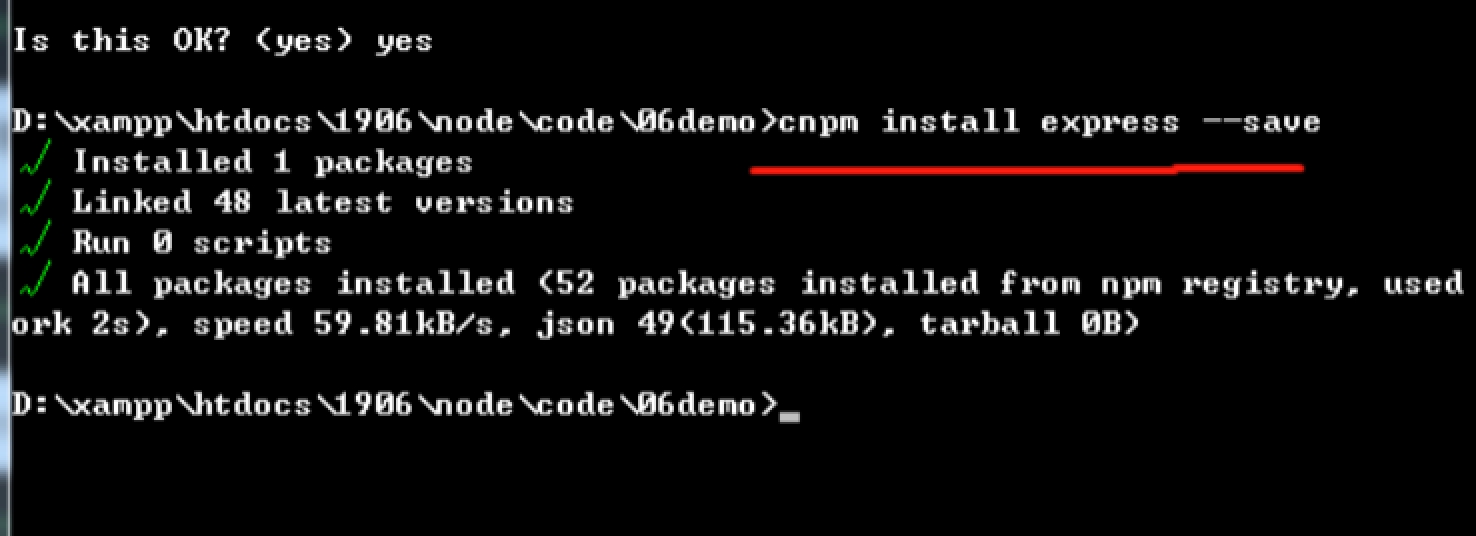 Is this OK? (yes) yes
D:\xampp\htdocs\1906\node\code\06demo>cnpm install express --save
√ Installed 1 packages
√ Linked 48 latest versions
√ Run 0 scripts
√ All packages installed (52 packages installed from npm registry, used
ork 2s), speed 59.81kB/s, json 49(115.36kB), tarball 0B)
D:\xampp\htdocs\1906\node\code\06demo>